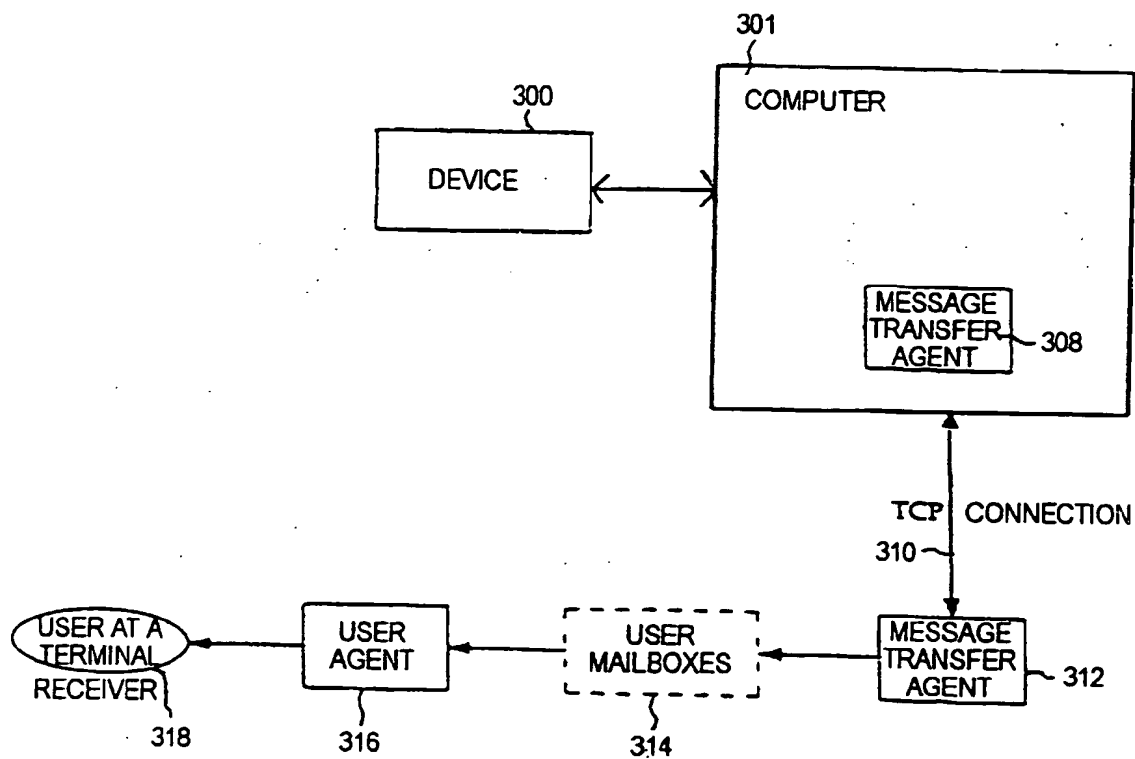 301
COMPUTER
300
DEVICE
MESSAGE
TRANSFER
AGENT
308
TCP CONNECTION
310
USER AT A
TERMINAL
RECEIVER
318
USER
AGENT
316
USER
MAILBOXES
314
MESSAGE
TRANSFER
AGENT
312